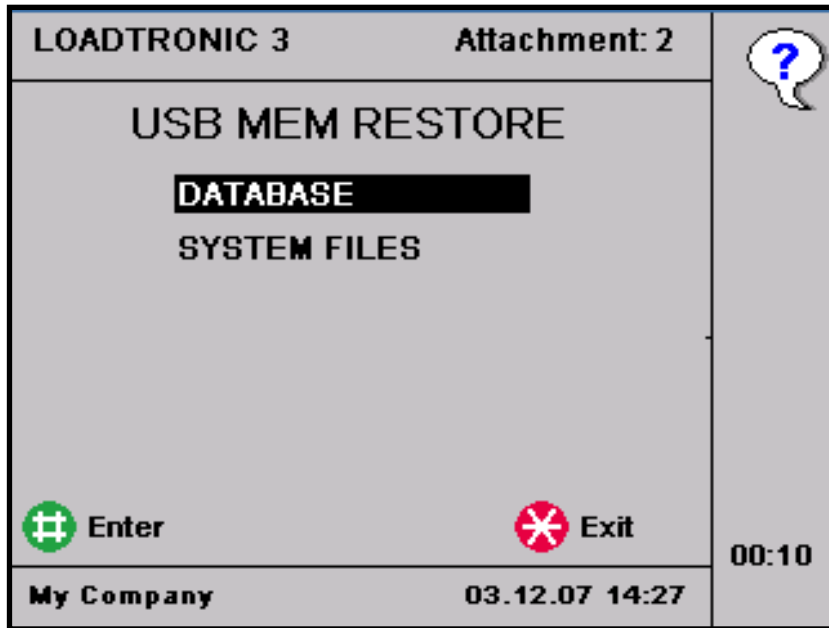 LOADTRONIC 3 Attachment: 2
?
USB MEM RESTORE
DATABASE
SYSTEM FILES
# Enter * Exit
00:10
My Company 03.12.07 14:27